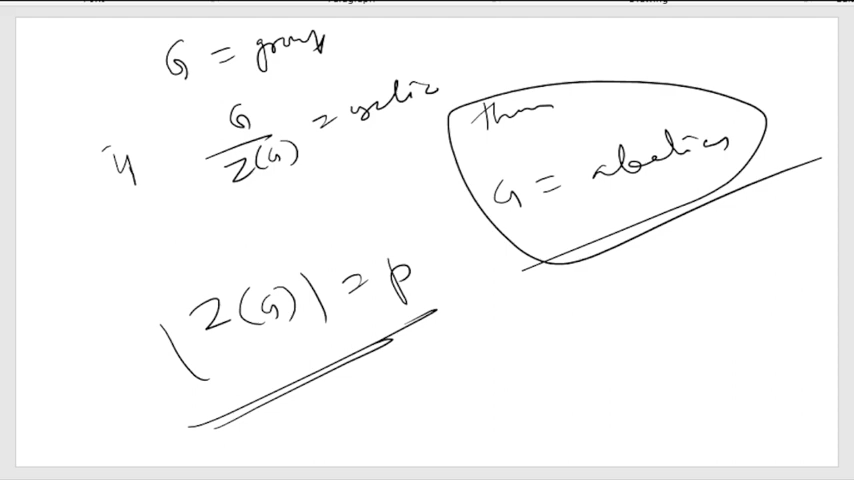 G = group
if G/Z(G) = cyclic
then
G = abelian
|Z(G)| = p